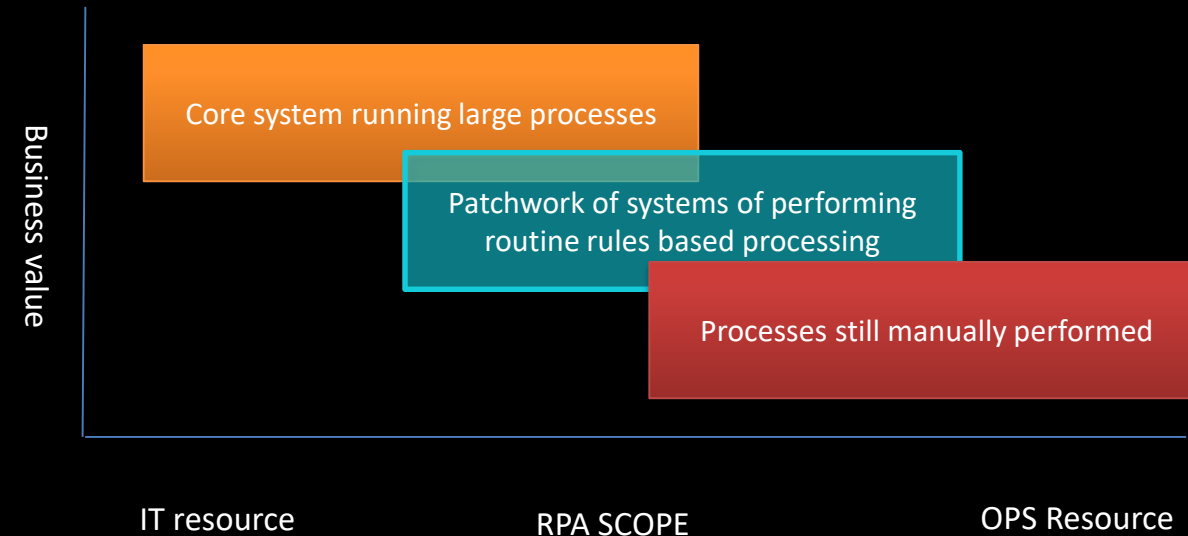 Business value
Core system running large processes
Patchwork of systems of performing
routine rules based processing
Processes still manually performed
IT resource
RPA SCOPE
OPS Resource